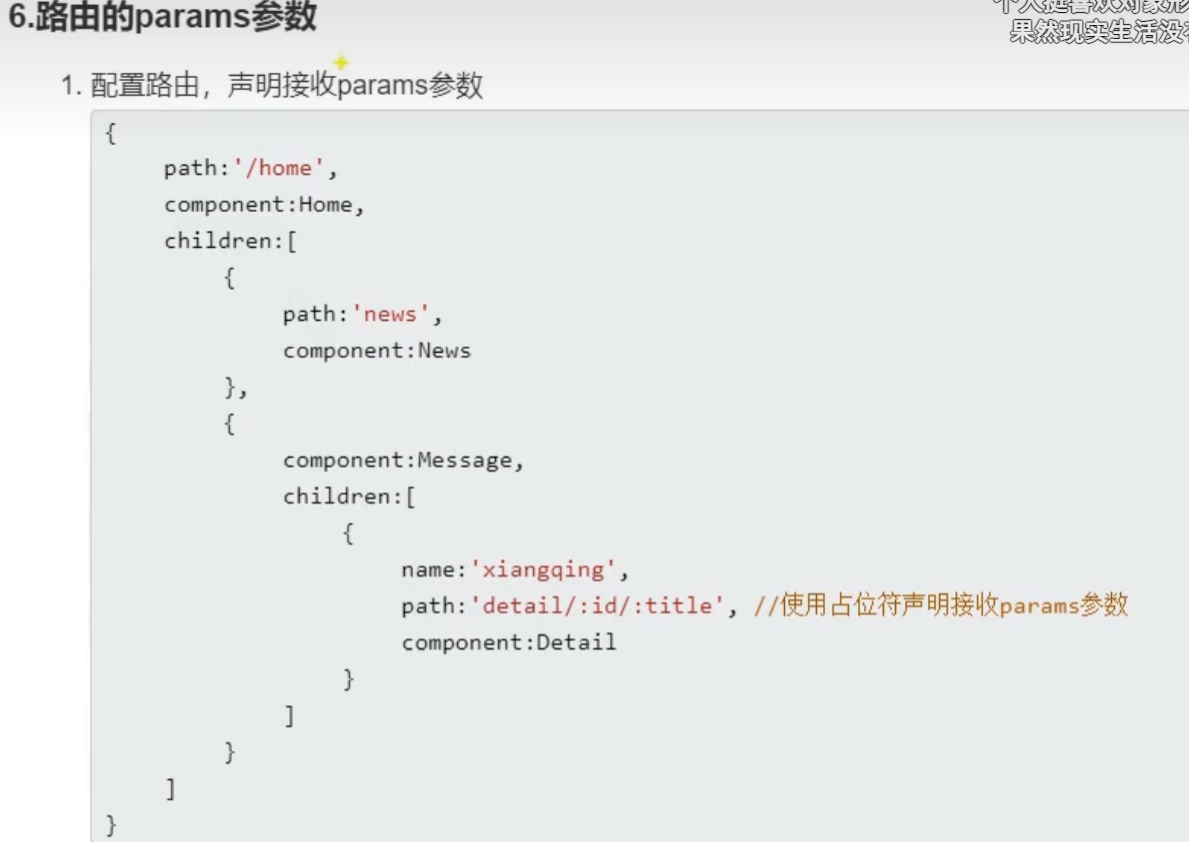 6.路由的params参数
果然现实生活没
1. 配置路由，声明接收params参数
{
path:'/home',
component:Home,
children:[
{
path:'news',
component:News
},
{
component:Message,
children:[
{
name:'xiangqing',
path:'detail/:id/:title', //使用占位符声明接收params参数
component:Detail
}
]
}
]
}